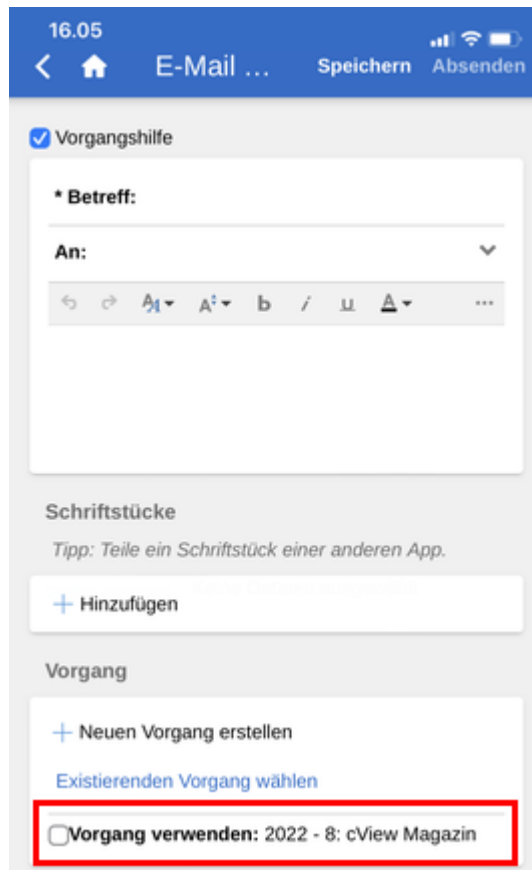 16.05
E-Mail ... Speichern Absenden
Vorgangshilfe
* Betreff:
An:
A A b i u A ...
Schriftstücke
Tipp: Teile ein Schriftstück einer anderen App.
+ Hinzufügen
Vorgang
+ Neuen Vorgang erstellen
Existierenden Vorgang wählen
Vorgang verwenden: 2022 - 8: cView Magazin